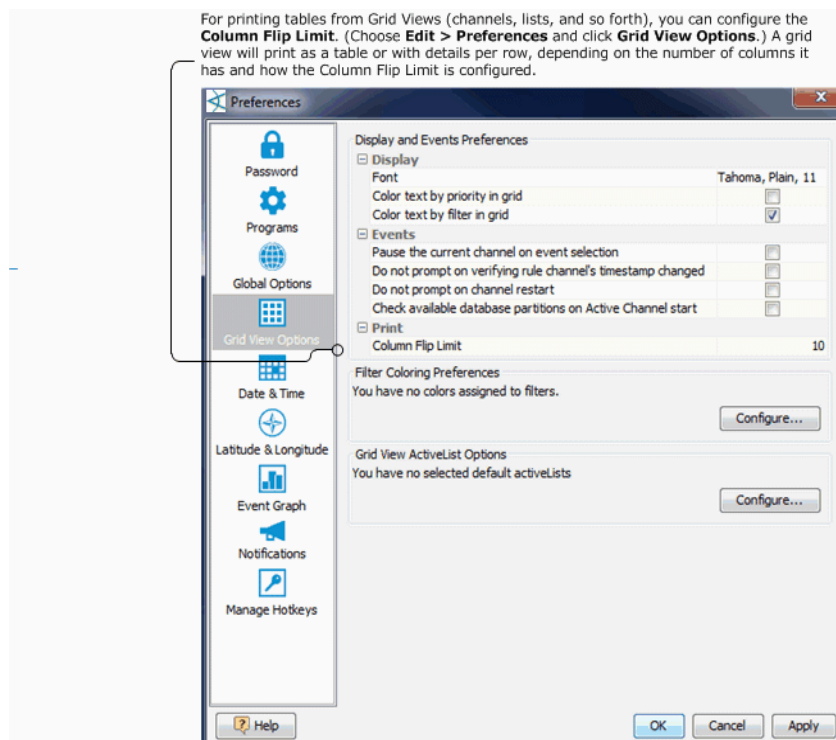 For printing tables from Grid Views (channels, lists, and so forth), you can configure the
Column Flip Limit. (Choose Edit > Preferences and click Grid View Options.) A grid
view will print as a table or with details per row, depending on the number of columns it
has and how the Column Flip Limit is configured.
Preferences
Password
Programs
Global Options
Grid View Options
Date & Time
Latitude & Longitude
Event Graph
Notifications
Manage Hotkeys
Display and Events Preferences
Display
Font Tahoma, Plain, 11
Color text by priority in grid
Color text by filter in grid
Events
Pause the current channel on event selection
Do not prompt on verifying rule channel's timestamp changed
Do not prompt on channel restart
Check available database partitions on Active Channel start
Print
Column Flip Limit 10
Filter Coloring Preferences
You have no colors assigned to filters.
Configure...
Grid View ActiveList Options
You have no selected default activeLists
Configure...
Help
OK
Cancel
Apply